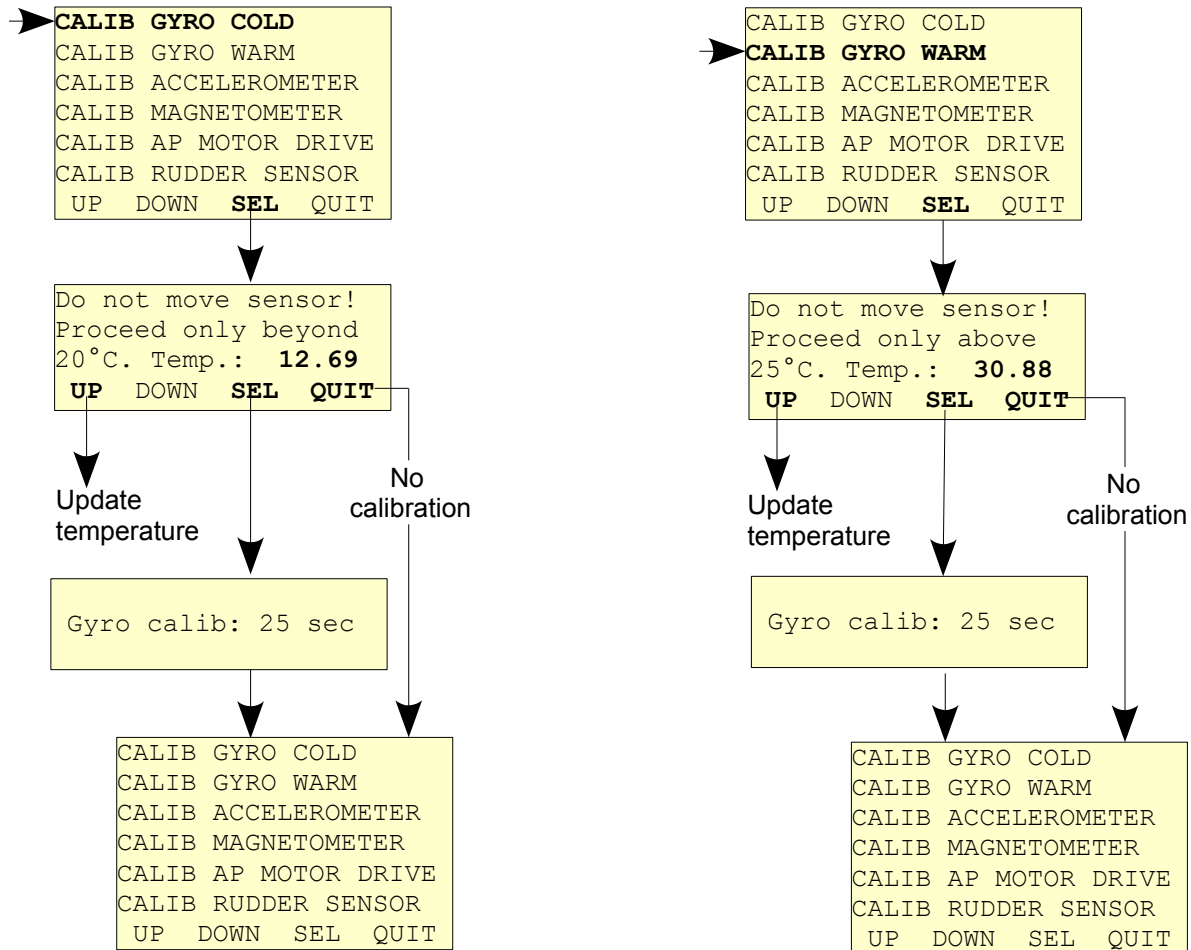 CALIB GYRO COLD
CALIB GYRO WARM
CALIB ACCELEROMETER
CALIB MAGNETOMETER
CALIB AP MOTOR DRIVE
CALIB RUDDER SENSOR
UP DOWN SEL QUIT
Do not move sensor!
Proceed only beyond
20°C. Temp.: 12.69
UP DOWN SEL QUIT
Update
temperature
No
calibration
Gyro calib: 25 sec
CALIB GYRO COLD
CALIB GYRO WARM
CALIB ACCELEROMETER
CALIB MAGNETOMETER
CALIB AP MOTOR DRIVE
CALIB RUDDER SENSOR
UP DOWN SEL QUIT
CALIB GYRO COLD
CALIB GYRO WARM
CALIB ACCELEROMETER
CALIB MAGNETOMETER
CALIB AP MOTOR DRIVE
CALIB RUDDER SENSOR
UP DOWN SEL QUIT
Do not move sensor!
Proceed only above
25°C. Temp.: 30.88
UP DOWN SEL QUIT
Update
temperature
No
calibration
Gyro calib: 25 sec
CALIB GYRO COLD
CALIB GYRO WARM
CALIB ACCELEROMETER
CALIB MAGNETOMETER
CALIB AP MOTOR DRIVE
CALIB RUDDER SENSOR
UP DOWN SEL QUIT